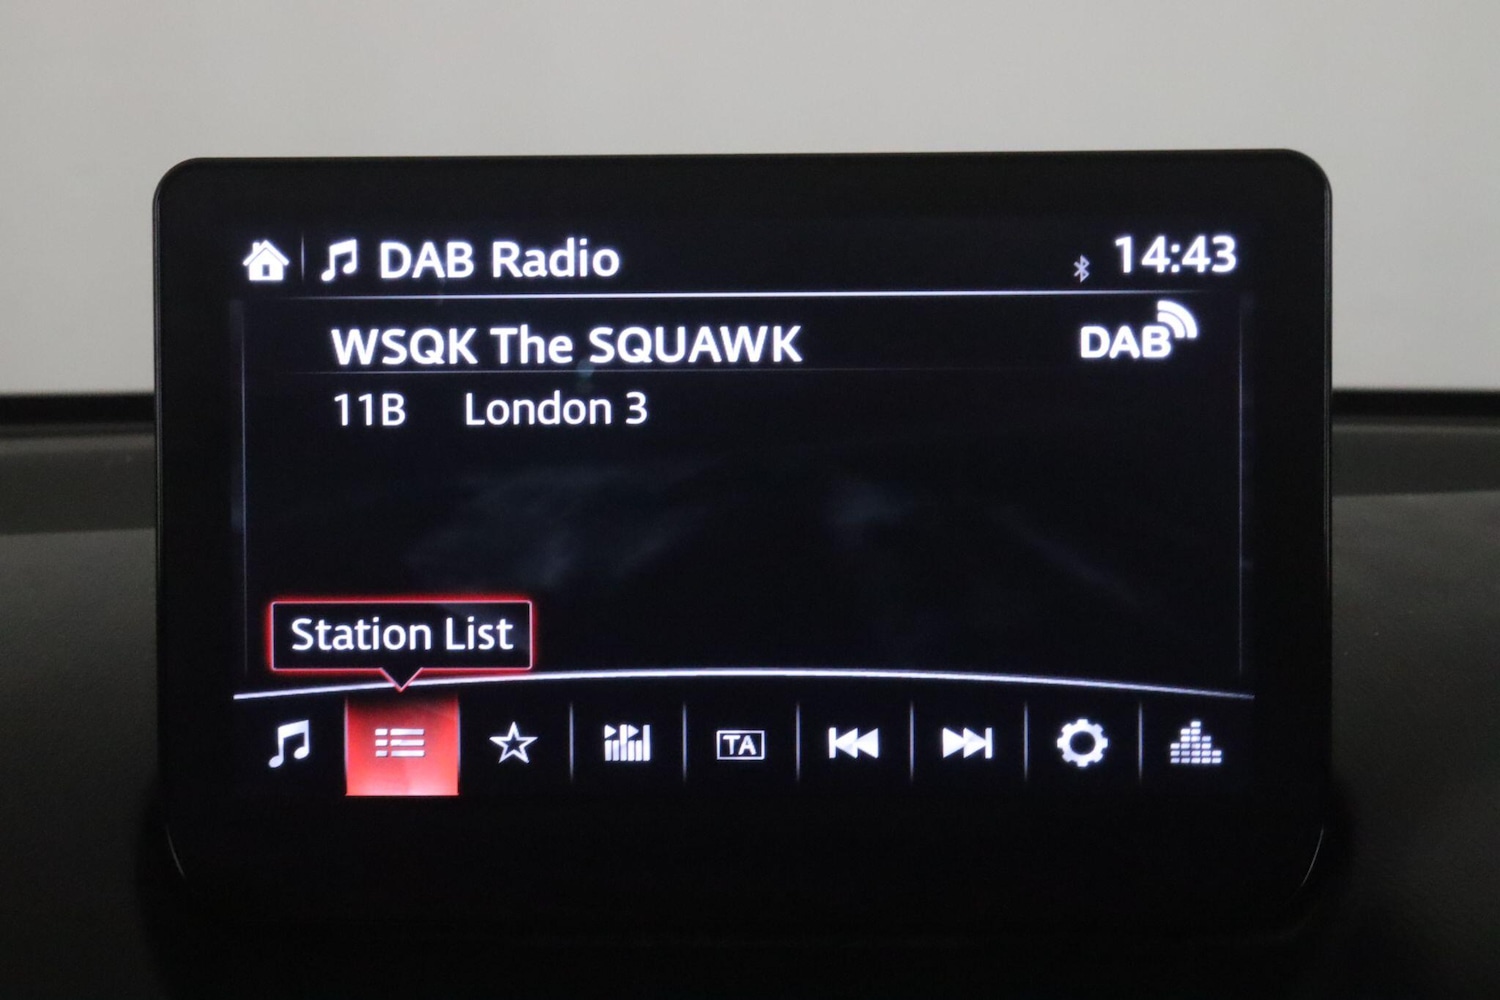 DAB Radio
14:43
WSQK The SQUAWK
DAB
11B London 3
Station List
TA